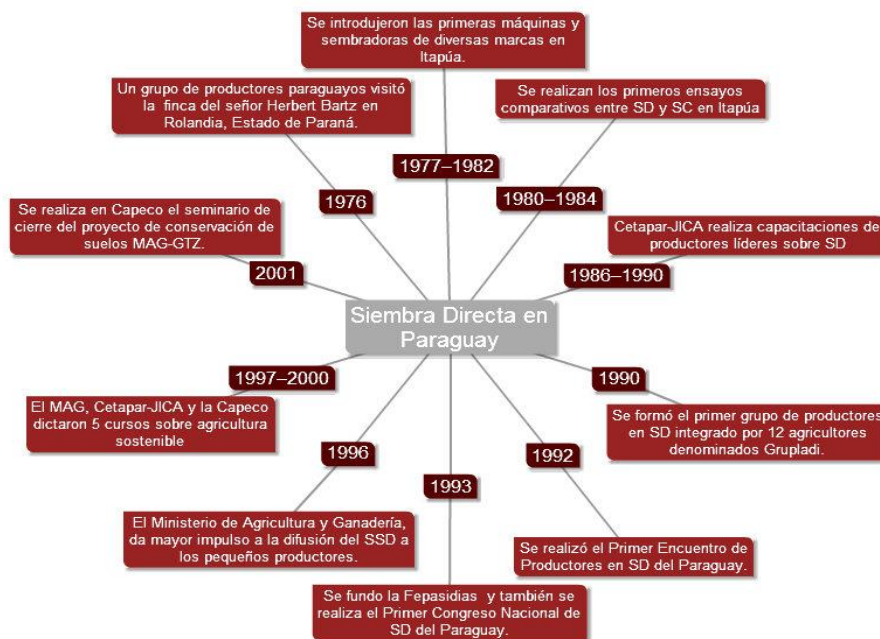 Se introdujeron las primeras máquinas y
sembradoras de diversas marcas en
Itapúa.
Un grupo de productores paraguayos visitó
la finca del señor Herbert Bartz en
Rolandia, Estado de Paraná.
Se realizan los primeros ensayos
comparativos entre SD y SC en Itapúa
1977–1982
1976
1980–1984
Se realiza en Capeco el seminario de
cierre del proyecto de conservación de
suelos MAG-GTZ.
Cetapar-JICA realiza capacitaciones de
productores líderes sobre SD
2001
1986–1990
Siembra Directa en
Paraguay
1997–2000
1990
El MAG, Cetapar-JICA y la Capeco
dictaron 5 cursos sobre agricultura
sostenible
Se formó el primer grupo de productores
en SD integrado por 12 agricultores
denominados Grupladi.
1996
1992
1993
El Ministerio de Agricultura y Ganadería,
da mayor impulso a la difusión del SSD a
los pequeños productores.
Se realizó el Primer Encuentro de
Productores en SD del Paraguay.
Se fundo la Fepasidias y también se
realiza el Primer Congreso Nacional de
SD del Paraguay.